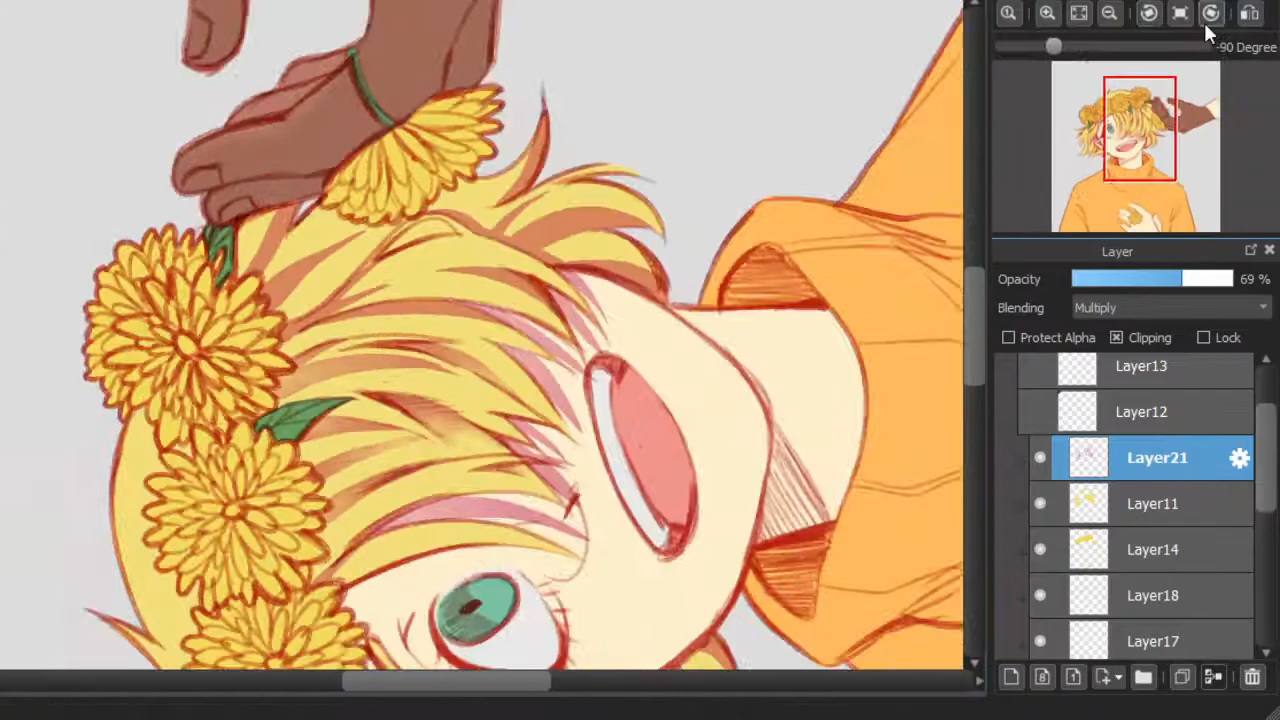 -90 Degree
Layer
Opacity 69 %
Blending Multiply
Protect Alpha Clipping Lock
Layer13
Layer12
Layer21
Layer11
Layer14
Layer18
Layer17